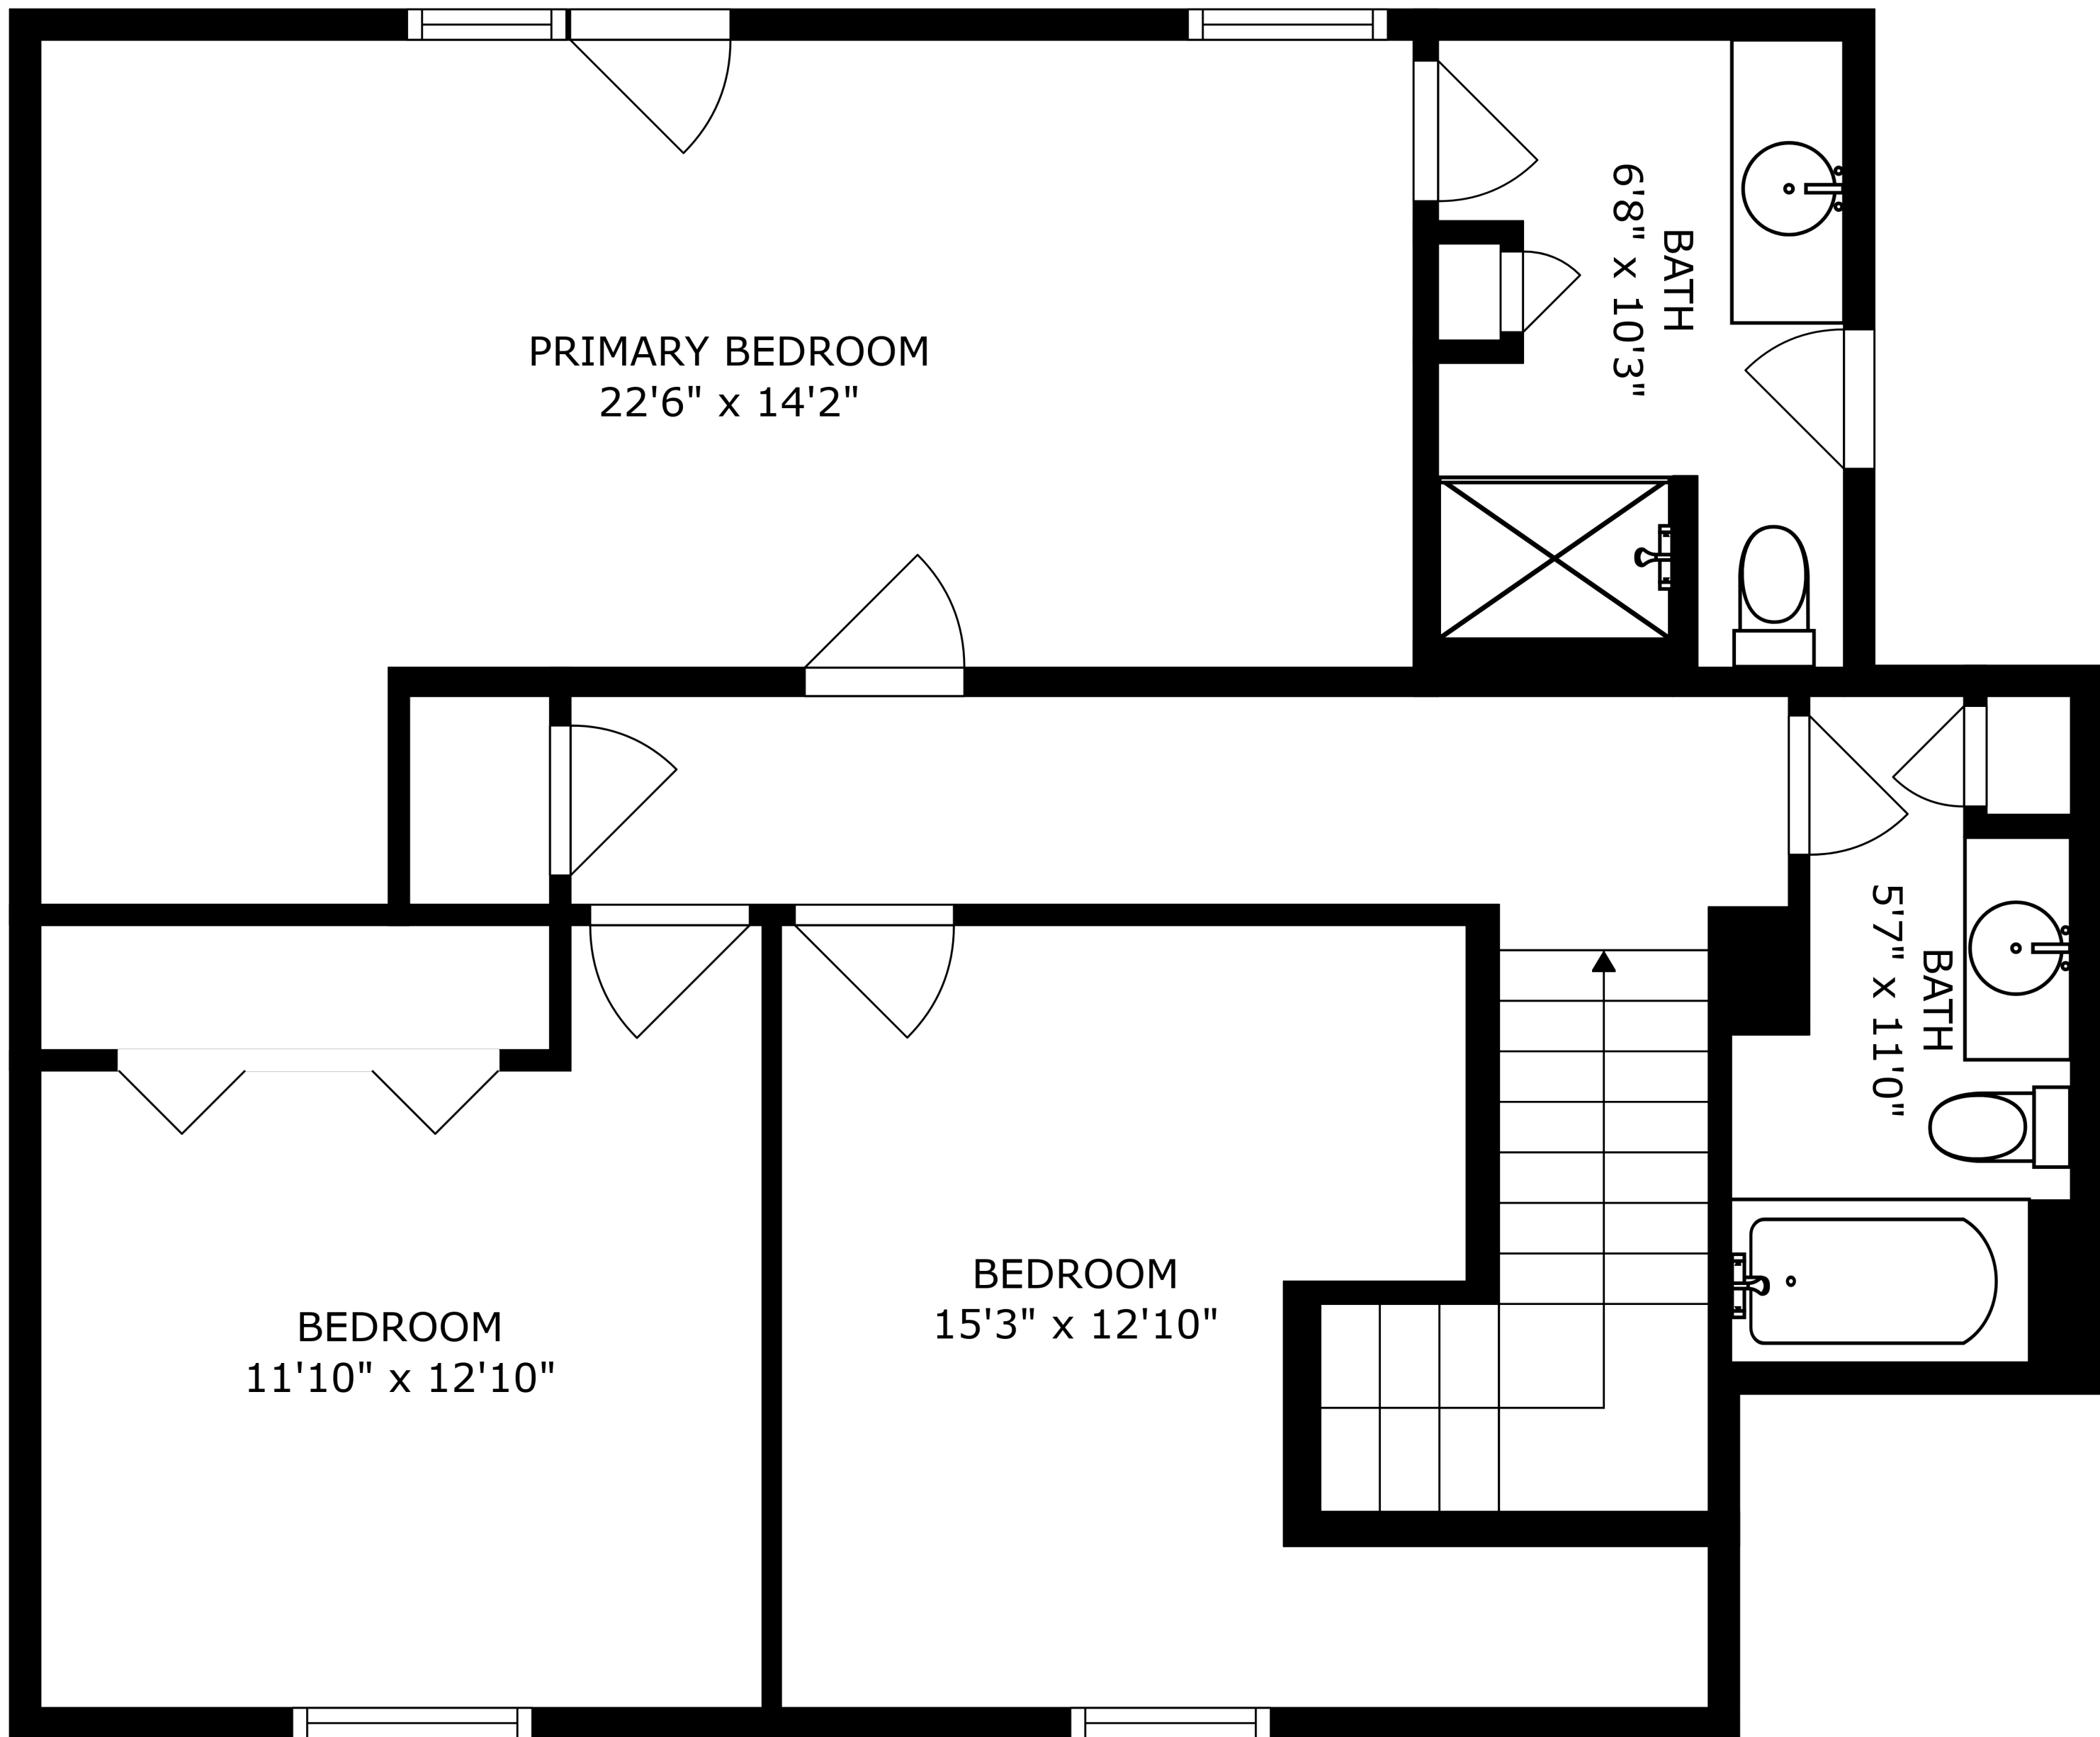 PRIMARY BEDROOM
22'6" x 14'2"
BATH
6'8" x 10'3"
BATH
5'7" x 11'0"
BEDROOM
15'3" x 12'10"
BEDROOM
11'10" x 12'10"